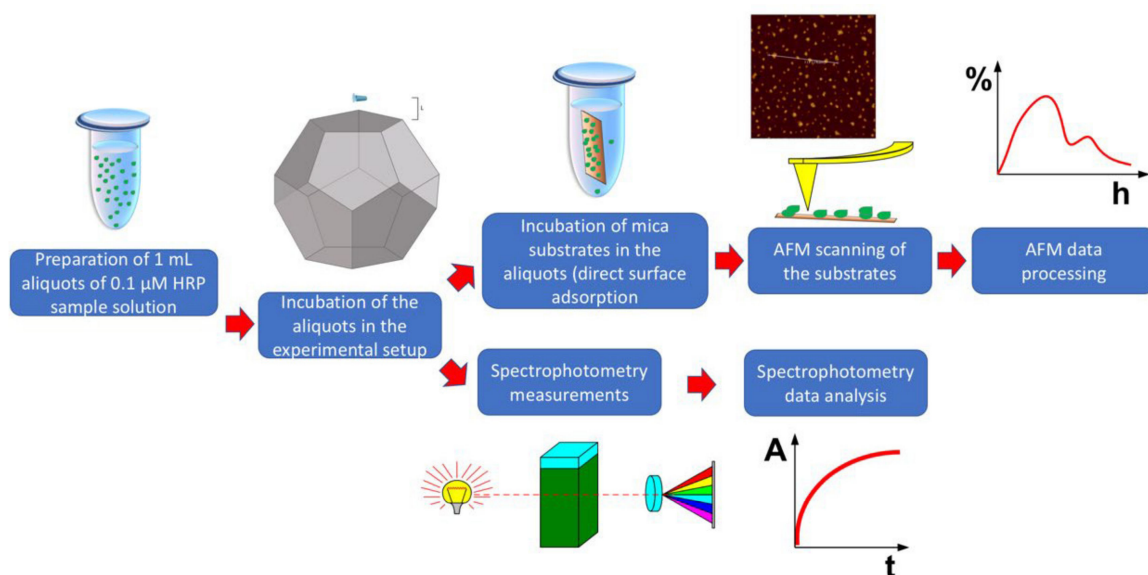 Preparation of 1 mL
aliquots of 0.1 µM HRP
sample solution
L
Incubation of the
aliquots in the
experimental setup
Incubation of mica
substrates in the
aliquots (direct surface
adsorption
AFM scanning of
the substrates
%
h
AFM data
processing
Spectrophotometry
measurements
Spectrophotometry
data analysis
A
t